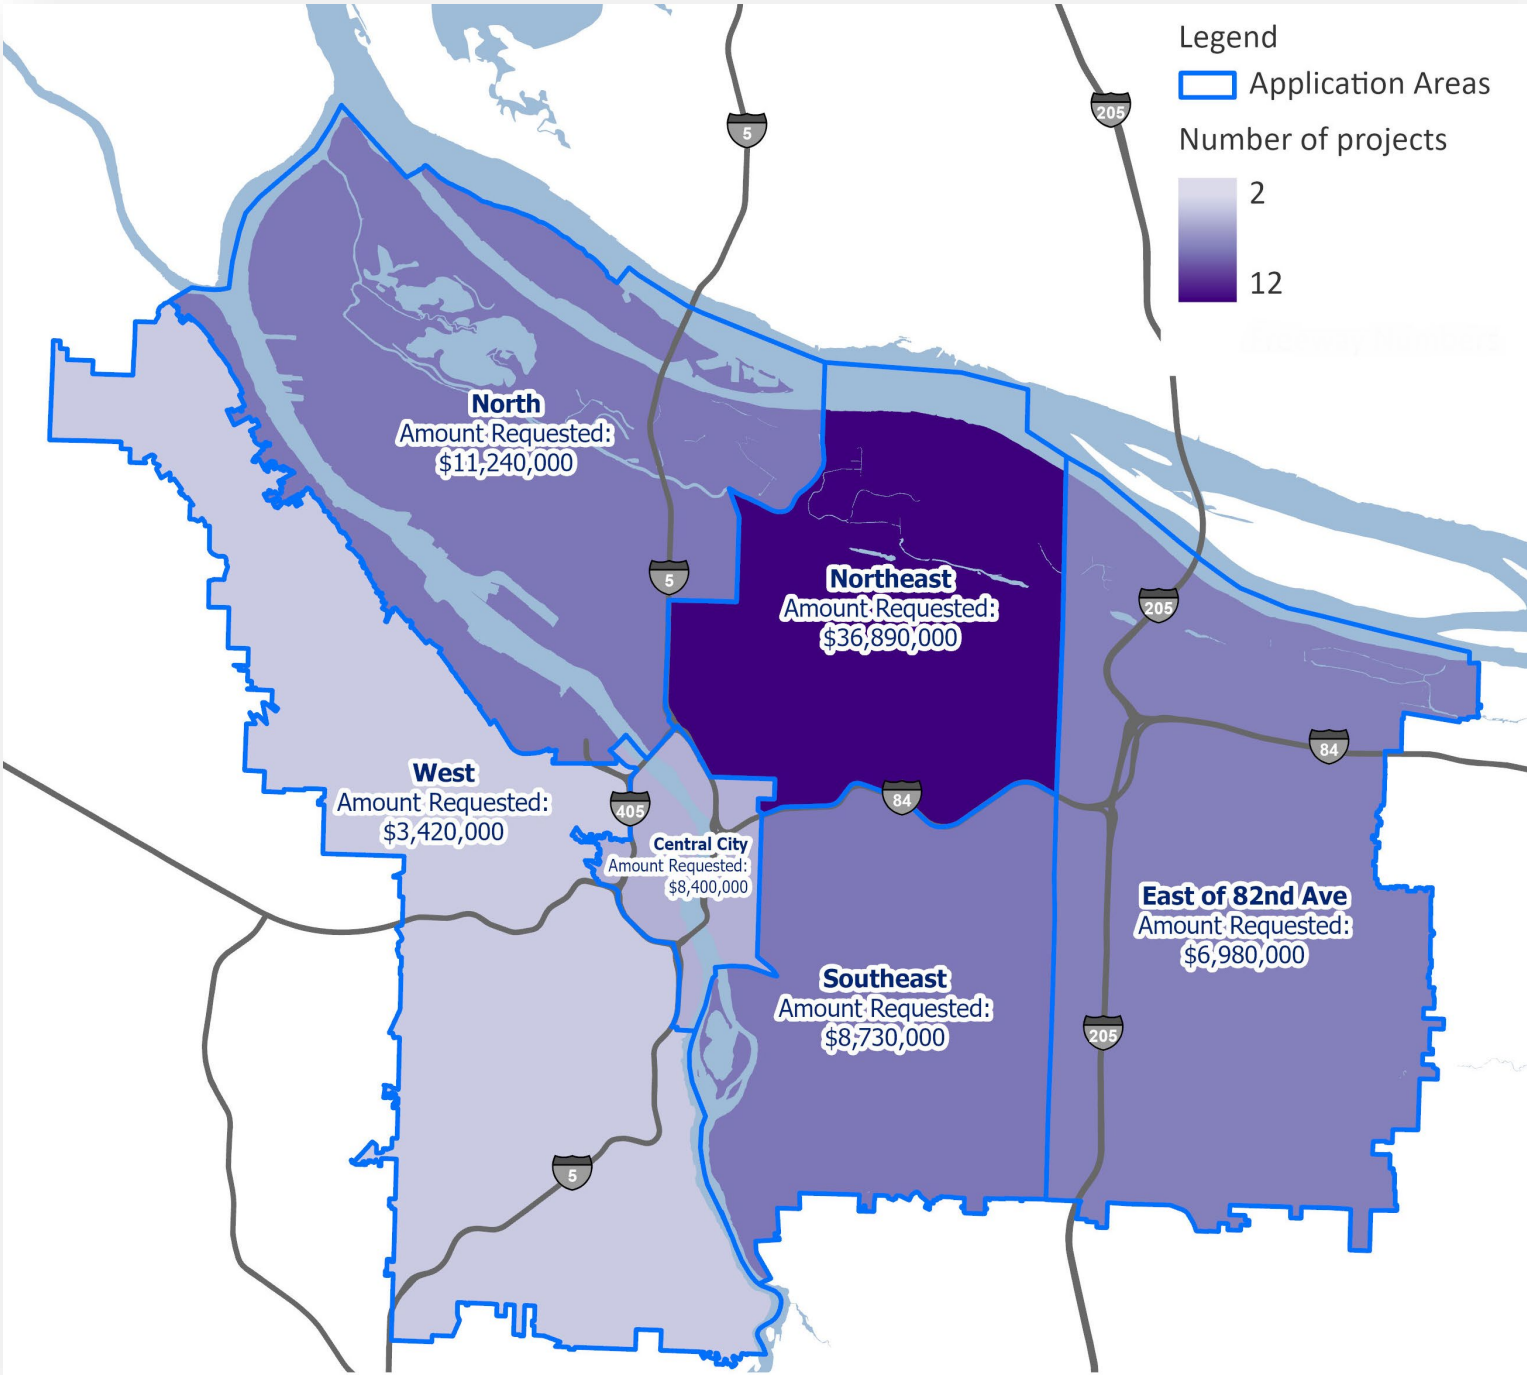 Legend
Application Areas
Number of projects
2
12
5
205
North
Amount Requested:
$11,240,000
5
Northeast
Amount Requested:
$36,890,000
205
84
West
Amount Requested:
$3,420,000
405
84
Central City
Amount Requested:
$8,400,000
East of 82nd Ave
Amount Requested:
$6,980,000
Southeast
Amount Requested:
$8,730,000
205
5